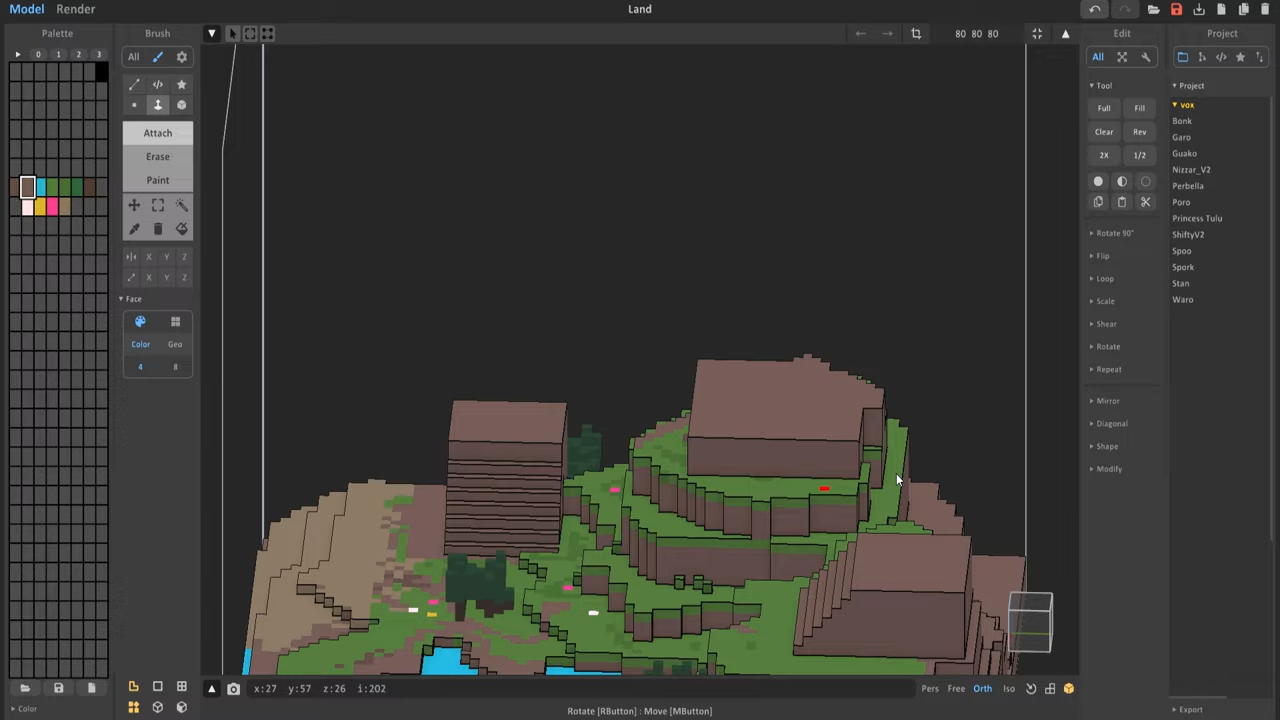 Model Render
Land
Palette
0 1 2 3
Brush
All
Attach
Erase
Paint
X Y Z
X Y Z
Face
Color Geo
4 8
Color
80 80 80
Edit
All
Tool
Full Fill
Clear Rev
2X 1/2
Rotate 90°
Flip
Loop
Scale
Shear
Rotate
Repeat
Mirror
Diagonal
Shape
Modify
Project
Project
vox
Bonk
Garo
Guako
Nizzar_V2
Perbella
Poro
Princess Tulu
ShiftyV2
Spoo
Spork
Stan
Waro
Export
x:27 y:57 z:26 i:202
Pers Free Orth Iso
Rotate [RButton] : Move [MButton]